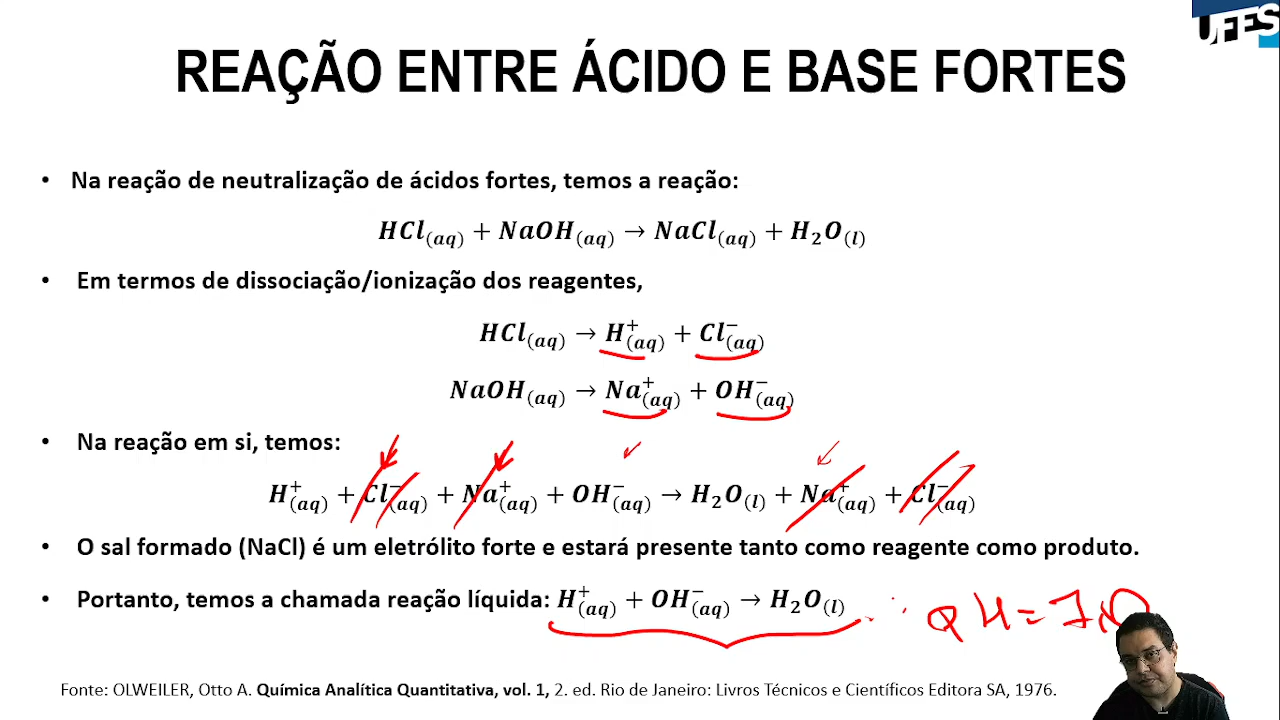 UFES
REAÇÃO ENTRE ÁCIDO E BASE FORTES
• Na reação de neutralização de ácidos fortes, temos a reação:
HCl(aq) + NaOH(aq) → NaCl(aq) + H₂O(l)
• Em termos de dissociação/ionização dos reagentes,
HCl(aq) → H⁺(aq) + Cl⁻(aq)
NaOH(aq) → Na⁺(aq) + OH⁻(aq)
• Na reação em si, temos:
H⁺(aq) + Cl⁻(aq) + Na⁺(aq) + OH⁻(aq) → H₂O(l) + Na⁺(aq) + Cl⁻(aq)
• O sal formado (NaCl) é um eletrólito forte e estará presente tanto como reagente como produto.
• Portanto, temos a chamada reação líquida: H⁺(aq) + OH⁻(aq) → H₂O(l) ∴ pH = 7,0
Fonte: OLWEILER, Otto A. Química Analítica Quantitativa, vol. 1, 2. ed. Rio de Janeiro: Livros Técnicos e Científicos Editora SA, 1976.